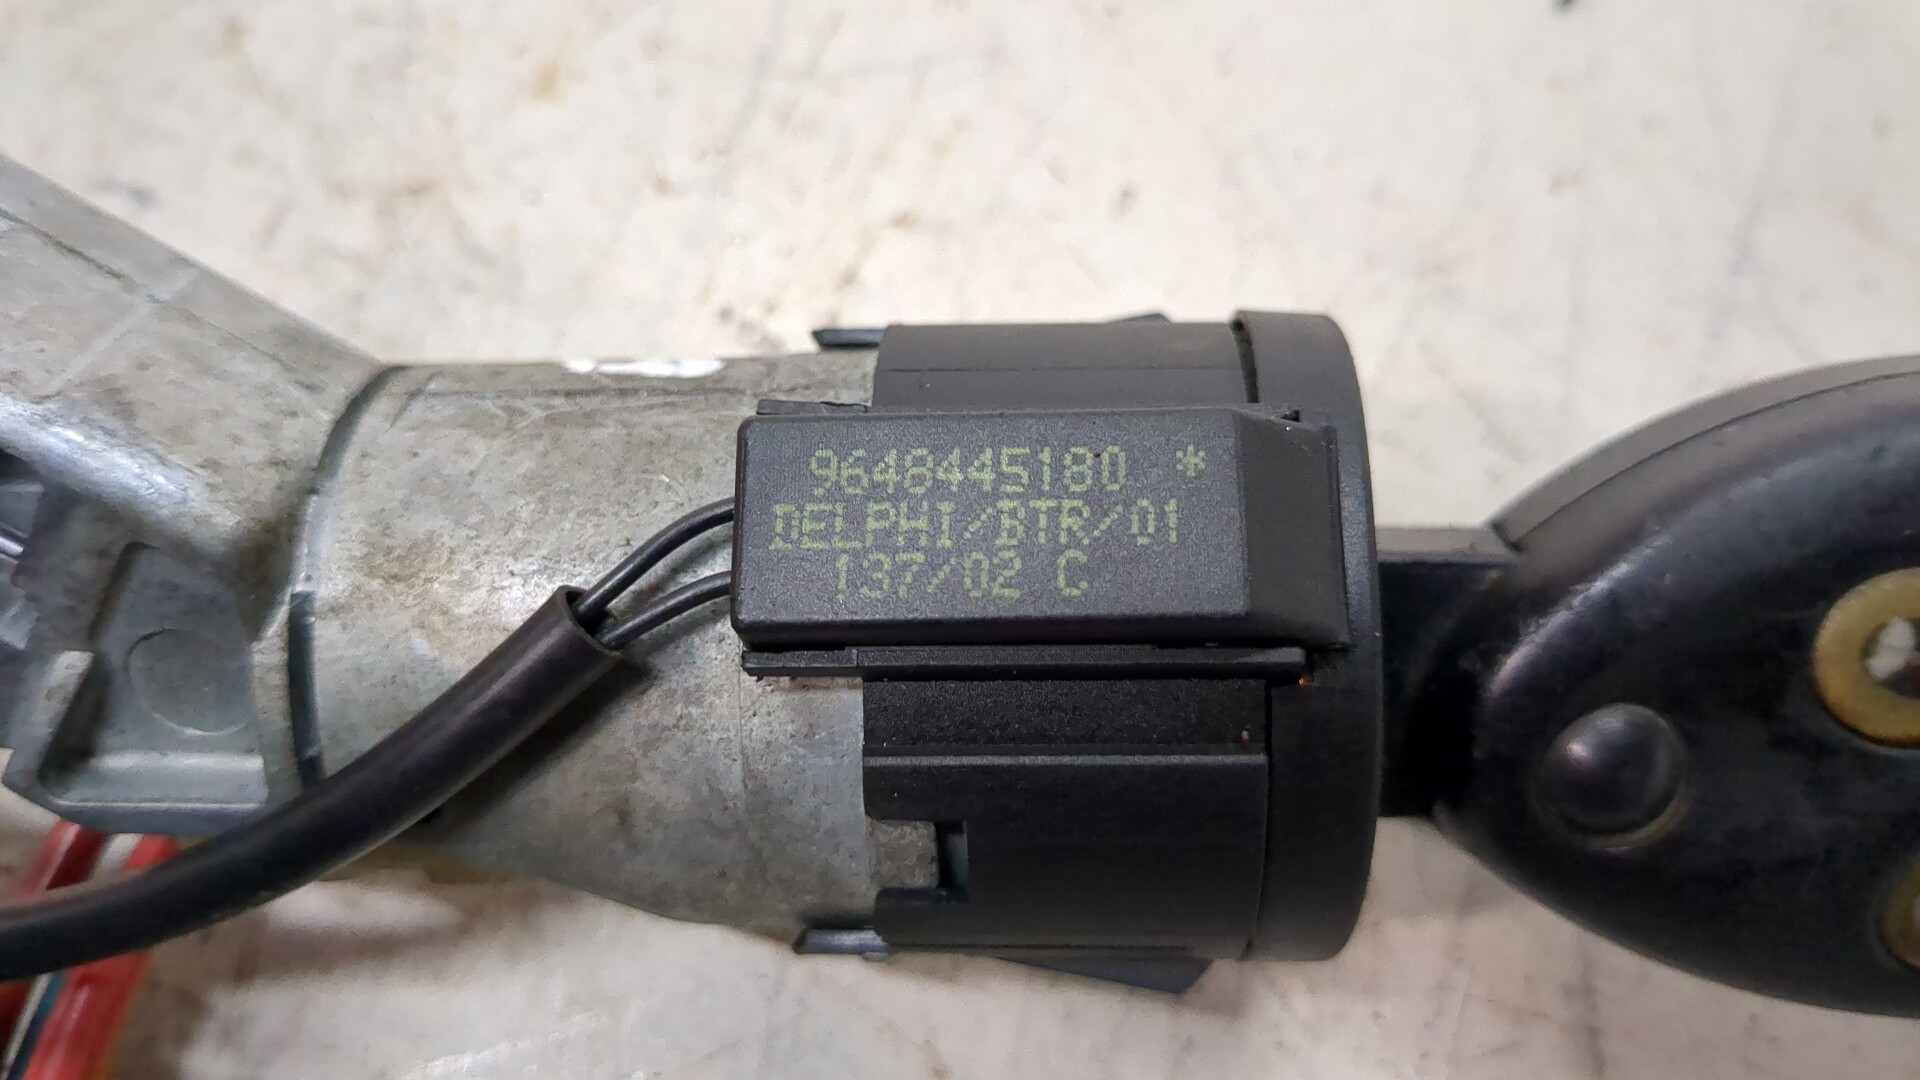 9648445180 *
DELPHI/BTR/01
137/02 C